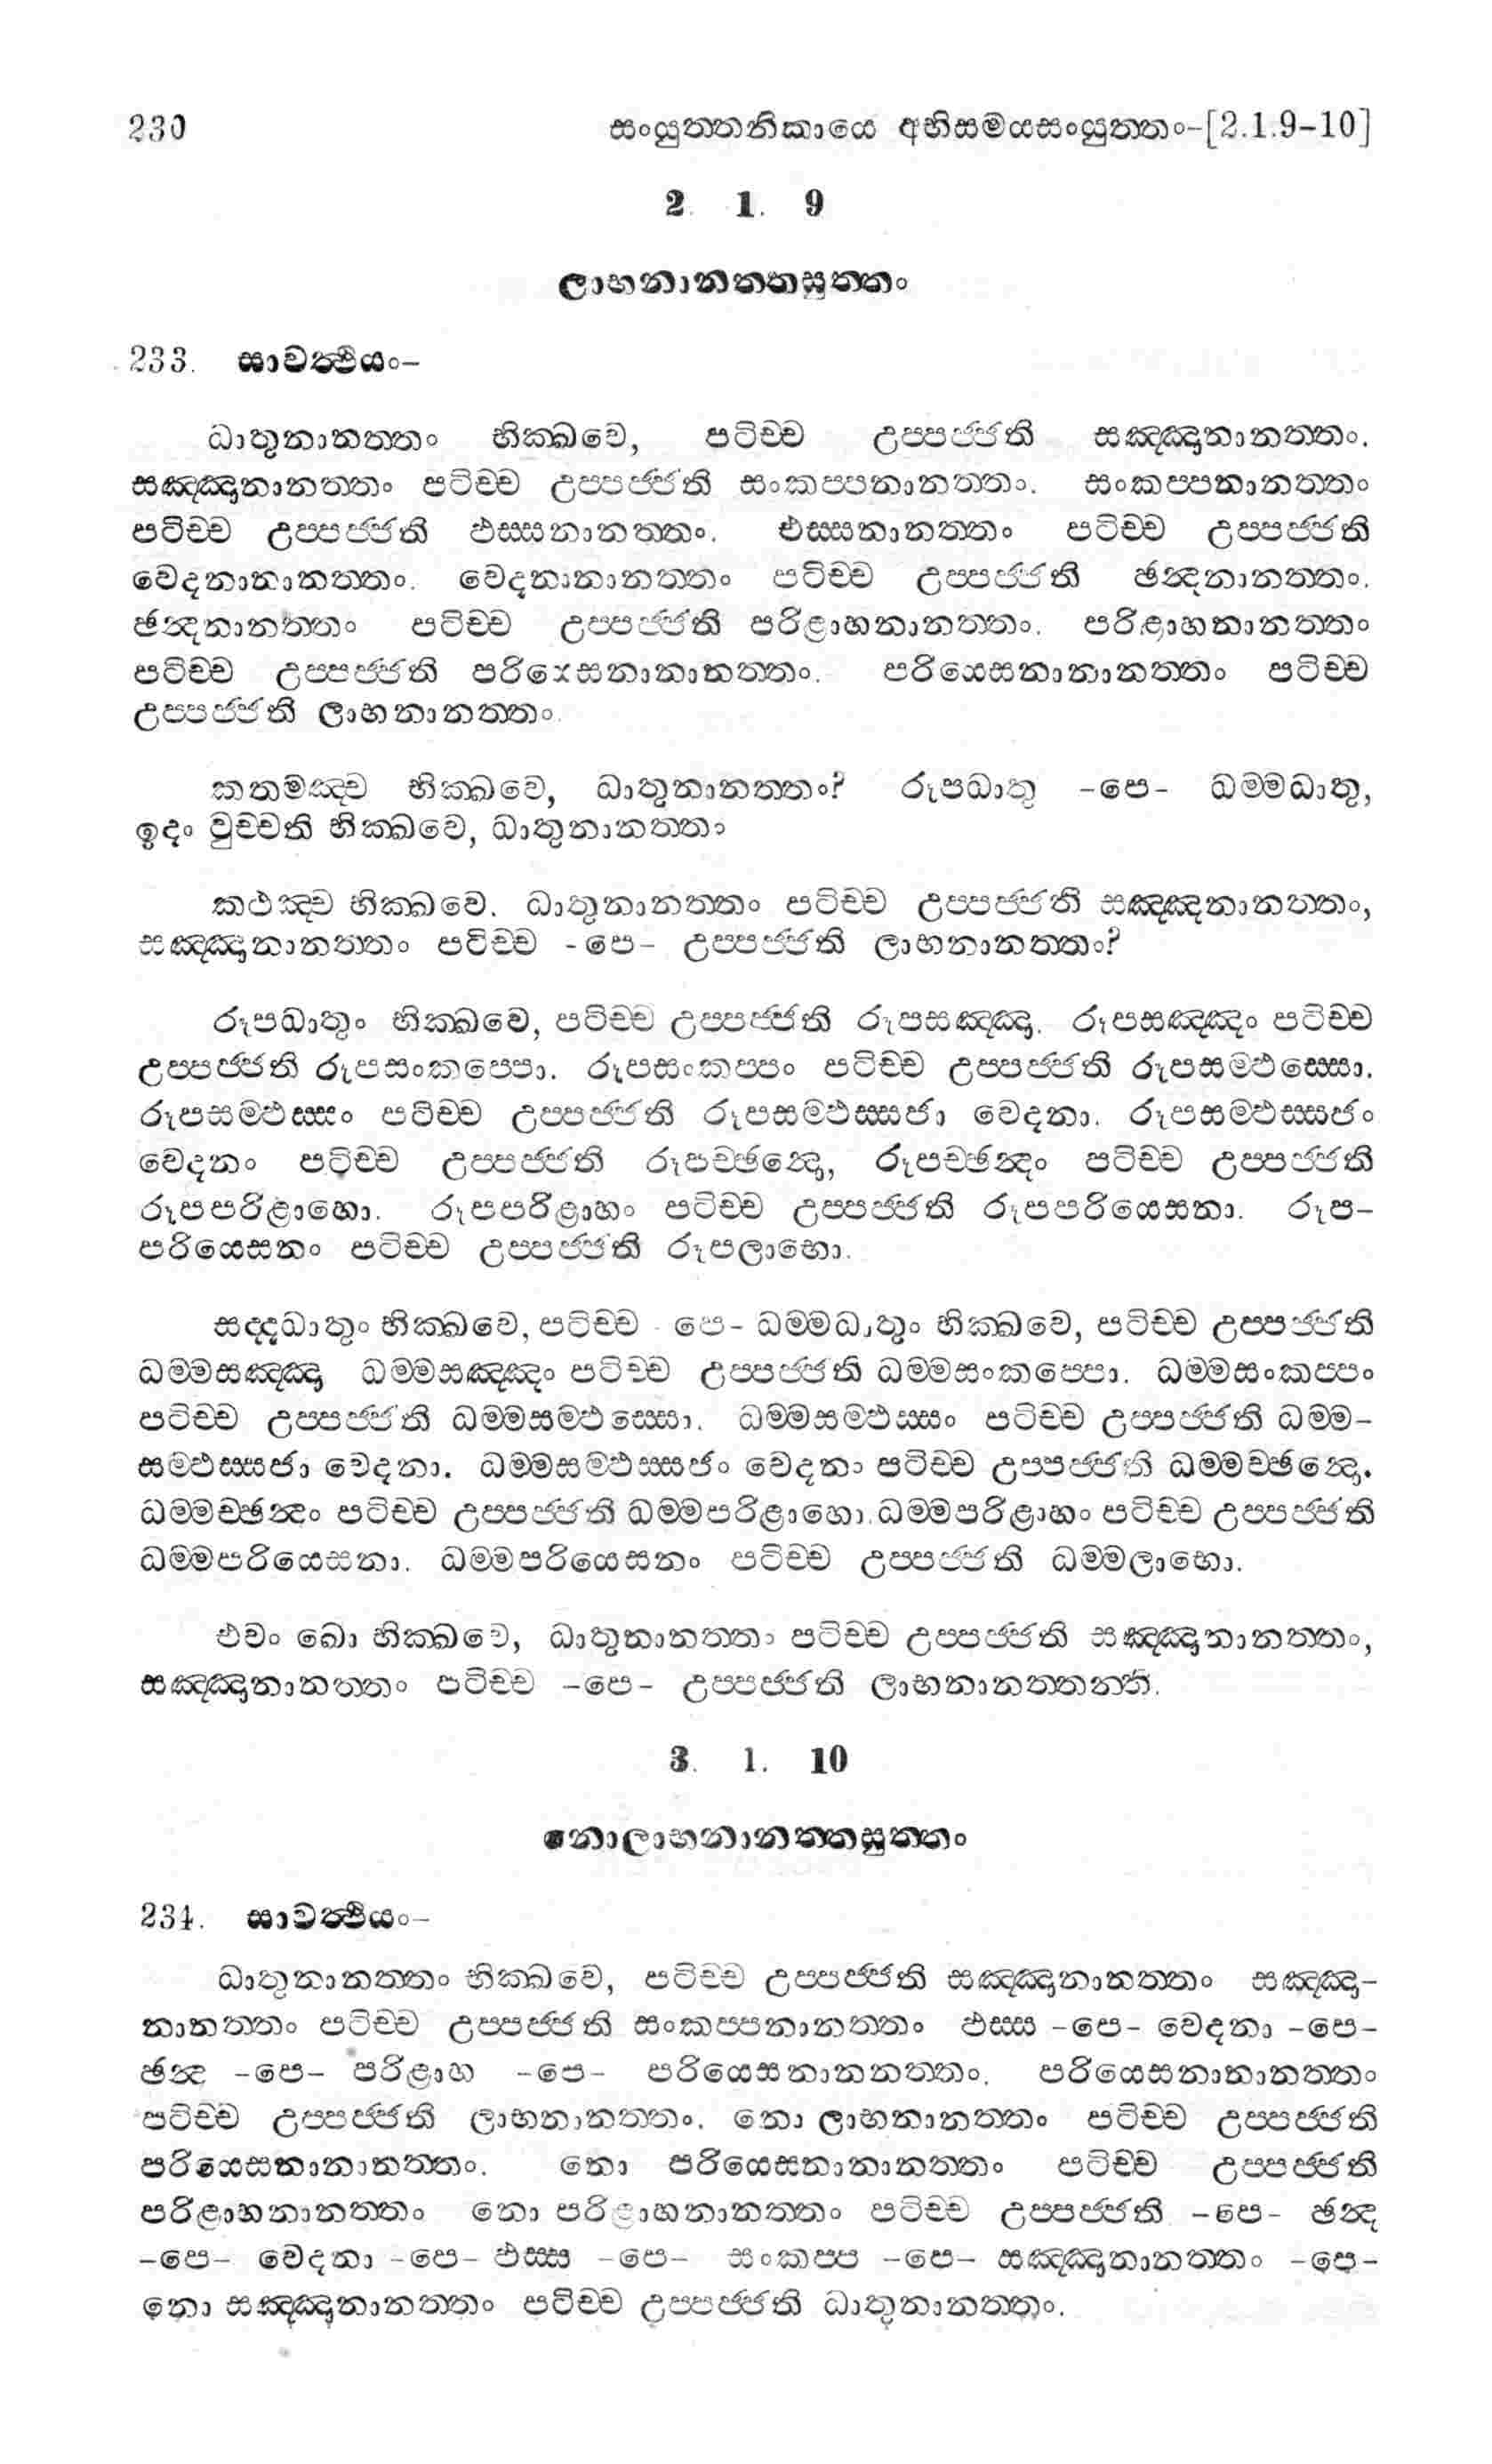 230 සංයුත්තනිකායෙ අභිසමයසංයුත්තං-[2.1.9-10]
2. 1. 9
ලාභනානත්තසුත්තං
233. සාවත්ථියං-
ධාතුනානත්තං භික්ඛවෙ, පටිච්ච උප්පජ්ජති සඤ්ඤානානත්තං.
සඤ්ඤානානත්තං පටිච්ච උප්පජ්ජති සංකප්පනානත්තං. සංකප්පනානත්තං
පටිච්ච උප්පජ්ජති ඵස්සනානත්තං. එස්සනානත්තං පටිච්ච උප්පජ්ජති
වෙදනානානත්තං. වෙදනානානත්තං පටිච්ච උප්පජ්ජති ඡන්දනානත්තං.
ඡන්දනානත්තං පටිච්ච උප්පජ්ජති පරිළාහනානත්තං. පරිළාහනානත්තං
පටිච්ච උප්පජ්ජති පරියෙසනානානත්තං. පරියෙසනානානත්තං පටිච්ච
උප්පජ්ජති ලාභනානත්තං.
කතමඤ්ච භික්ඛවෙ, ධාතුනානත්තං? රූපධාතු -පෙ- ධම්මධාතු,
ඉදං වුච්චති භික්ඛවෙ, ධාතුනානත්තං
කථඤ්ච භික්ඛවෙ. ධාතුනානත්තං පටිච්ච උප්පජ්ජති සඤ්ඤනානත්තං,
සඤ්ඤානානත්තං පටිච්ච -පෙ- උප්පජ්ජති ලාභනානත්තං?
රූපධාතුං භික්ඛවෙ, පටිච්ච උප්පජ්ජති රූපසඤ්ඤා. රූපසඤ්ඤං පටිච්ච
උප්පජ්ජති රූපසංකප්පො. රූපසංකප්පං පටිච්ච උප්පජ්ජති රූපසම්ඵස්සො.
රූපසම්ඵස්සං පටිච්ච උප්පජ්ජති රූපසම්ඵස්සජා වෙදනා. රූපසම්ඵස්සජං
වෙදනං පටිච්ච උප්පජ්ජති රූපච්ඡන්දො, රූපච්ඡන්දං පටිච්ච උප්පජ්ජති
රූපපරිළාහො. රූපපරිළාහං පටිච්ච උප්පජ්ජති රූපපරියෙසනා. රූප-
පරියෙසනං පටිච්ච උප්පජ්ජති රූපලාභො.
සද්දධාතුං භික්ඛවෙ, පටිච්ච - පෙ- ධම්මධාතුං භික්ඛවෙ, පටිච්ච උප්පජ්ජති
ධම්මසඤ්ඤා ධම්මසඤ්ඤං පටිච්ච උප්පජ්ජති ධම්මසංකප්පො. ධම්මසංකප්පං
පටිච්ච උප්පජ්ජති ධම්මසම්ඵස්සො. ධම්මසම්ඵස්සං පටිච්ච උප්පජ්ජති ධම්ම-
සම්ඵස්සජා වෙදනා. ධම්මසම්ඵස්සජං වෙදනං පටිච්ච උප්පජ්ජති ධම්මච්ඡන්දො.
ධම්මච්ඡන්දං පටිච්ච උප්පජ්ජති ධම්මපරිළාහො. ධම්මපරිළාහං පටිච්ච උප්පජ්ජති
ධම්මපරියෙසනා. ධම්මපරියෙසනං පටිච්ච උප්පජ්ජති ධම්මලාභො.
එවං ඛො භික්ඛවෙ, ධාතුනානත්තං පටිච්ච උප්පජ්ජති සඤ්ඤානානත්තං,
සඤ්ඤානානත්තං පටිච්ච -පෙ- උප්පජ්ජති ලාභනානත්තන්ති.
3. 1. 10
නොලාභනානත්තසුත්තං
234. සාවත්ථියං-
ධාතුනානත්තං භික්ඛවෙ, පටිච්ච උප්පජ්ජති සඤ්ඤානානත්තං සඤ්ඤා-
නානත්තං පටිච්ච උප්පජ්ජති සංකප්පනානත්තං ඵස්ස -පෙ- වෙදනා -පෙ-
ඡන්ද -පෙ- පරිළාහ -පෙ- පරියෙසනානනත්තං. පරියෙසනානානත්තං
පටිච්ච උප්පජ්ජති ලාභනානත්තං. නො ලාභනානත්තං පටිච්ච උප්පජ්ජති
පරියෙසනානානත්තං. නො පරියෙසනානානත්තං පටිච්ච උප්පජ්ජති
පරිළාහනානත්තං නො පරිළාහනානත්තං පටිච්ච උප්පජ්ජති -පෙ- ඡන්ද
-පෙ- වෙදනා -පෙ- ඵස්ස -පෙ- සංකප්ප -පෙ- සඤ්ඤානානත්තං -පෙ-
නො සඤ්ඤානානත්තං පටිච්ච උප්පජ්ජති ධාතුනානත්තං.